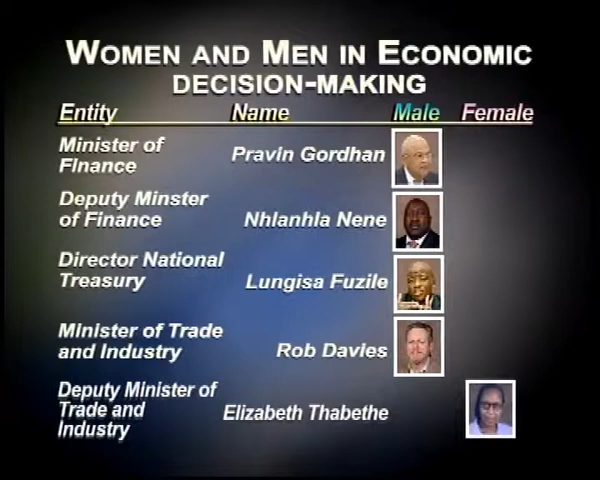 WOMEN AND MEN IN ECONOMIC
DECISION-MAKING
Entity Name Male Female
Minister of
FInance
Pravin Gordhan
Deputy Minster
of Finance
Nhlanhla Nene
Director National
Treasury
Lungisa Fuzile
Minister of Trade
and Industry
Rob Davies
Deputy Minister of
Trade and
Industry
Elizabeth Thabethe